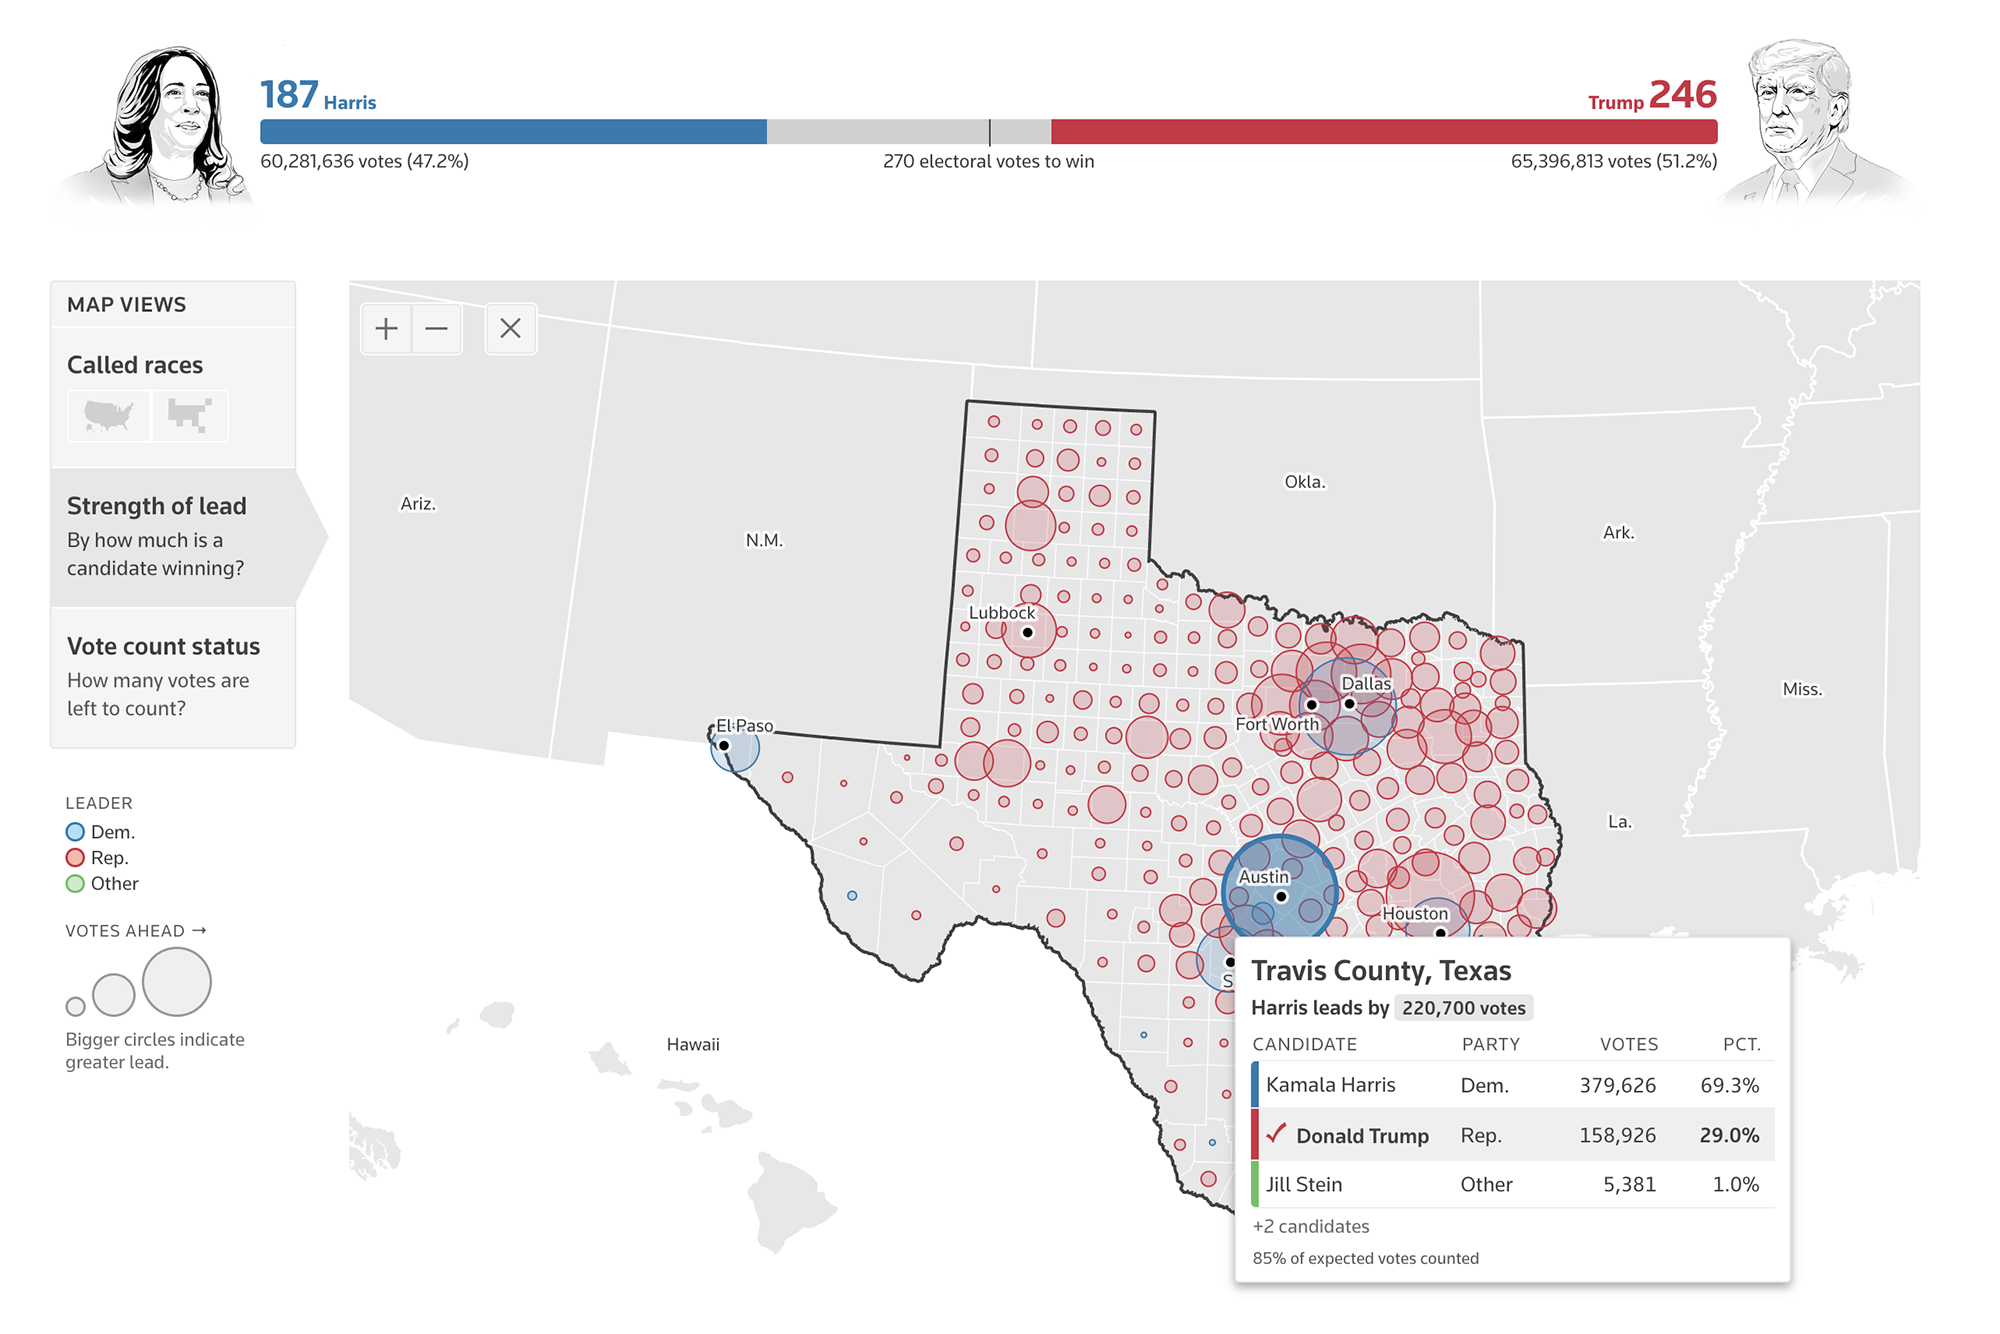 187 Harris
Trump 246
60,281,636 votes (47.2%)
270 electoral votes to win
65,396,813 votes (51.2%)
MAP VIEWS
Called races
Strength of lead
By how much is a
candidate winning?
Vote count status
How many votes are
left to count?
LEADER
Dem.
Rep.
Other
VOTES AHEAD →
Bigger circles indicate
greater lead.
Ariz.
N.M.
Okla.
Ark.
Miss.
La.
Lubbock
El Paso
Dallas
Fort Worth
Austin
Houston
S
Hawaii
Travis County, Texas
Harris leads by 220,700 votes
CANDIDATE PARTY VOTES PCT.
Kamala Harris Dem. 379,626 69.3%
Donald Trump Rep. 158,926 29.0%
Jill Stein Other 5,381 1.0%
+2 candidates
85% of expected votes counted